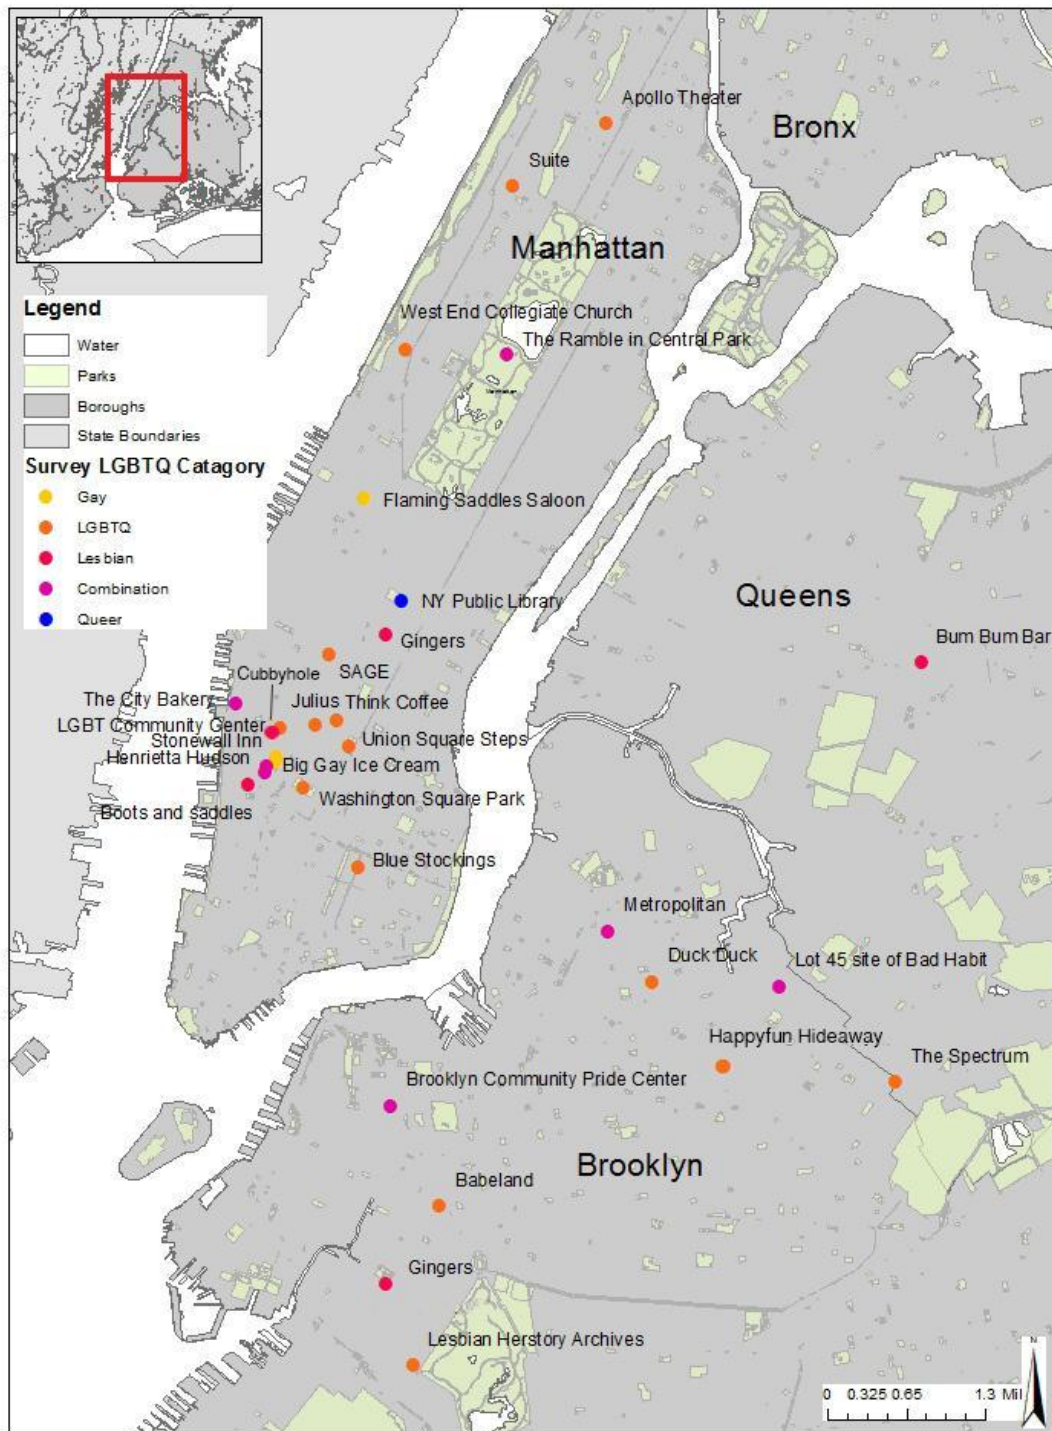 Apollo Theater
Bronx
Suite
Manhattan
West End Collegiate Church
The Ramble in Central Park
Legend
Water
Parks
Boroughs
State Boundaries
Survey LGBTQ Catagory
Gay
LGBTQ
Lesbian
Combination
Queer
Flaming Saddles Saloon
NY Public Library
Queens
Gingers
Bum Bum Bar
Cubbyhole
SAGE
The City Bakery
Julius
Think Coffee
LGBT Community Center
Stonewall Inn
Union Square Steps
Henrietta Hudson
Big Gay Ice Cream
Boots and saddles
Washington Square Park
Blue Stockings
Metropolitan
Duck Duck
Lot 45 site of Bad Habit
Happyfun Hideaway
The Spectrum
Brooklyn Community Pride Center
Brooklyn
Babeland
Gingers
Lesbian Herstory Archives
N
0 0.325 0.65 1.3 Mil